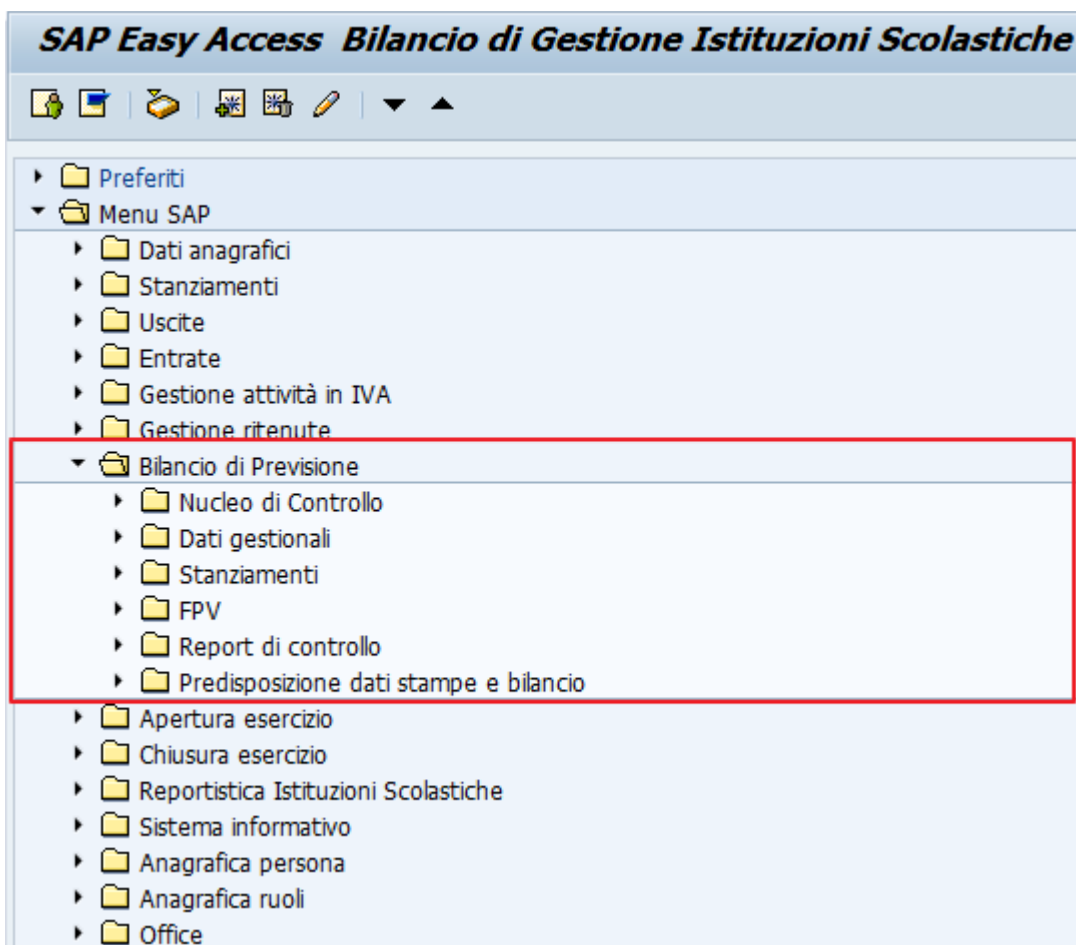 SAP Easy Access Bilancio di Gestione Istituzioni Scolastiche
Preferiti
Menu SAP
Dati anagrafici
Stanziamenti
Uscite
Entrate
Gestione attività in IVA
Gestione ritenute
Bilancio di Previsione
Nucleo di Controllo
Dati gestionali
Stanziamenti
FPV
Report di controllo
Predisposizione dati stampe e bilancio
Apertura esercizio
Chiusura esercizio
Reportistica Istituzioni Scolastiche
Sistema informativo
Anagrafica persona
Anagrafica ruoli
Office